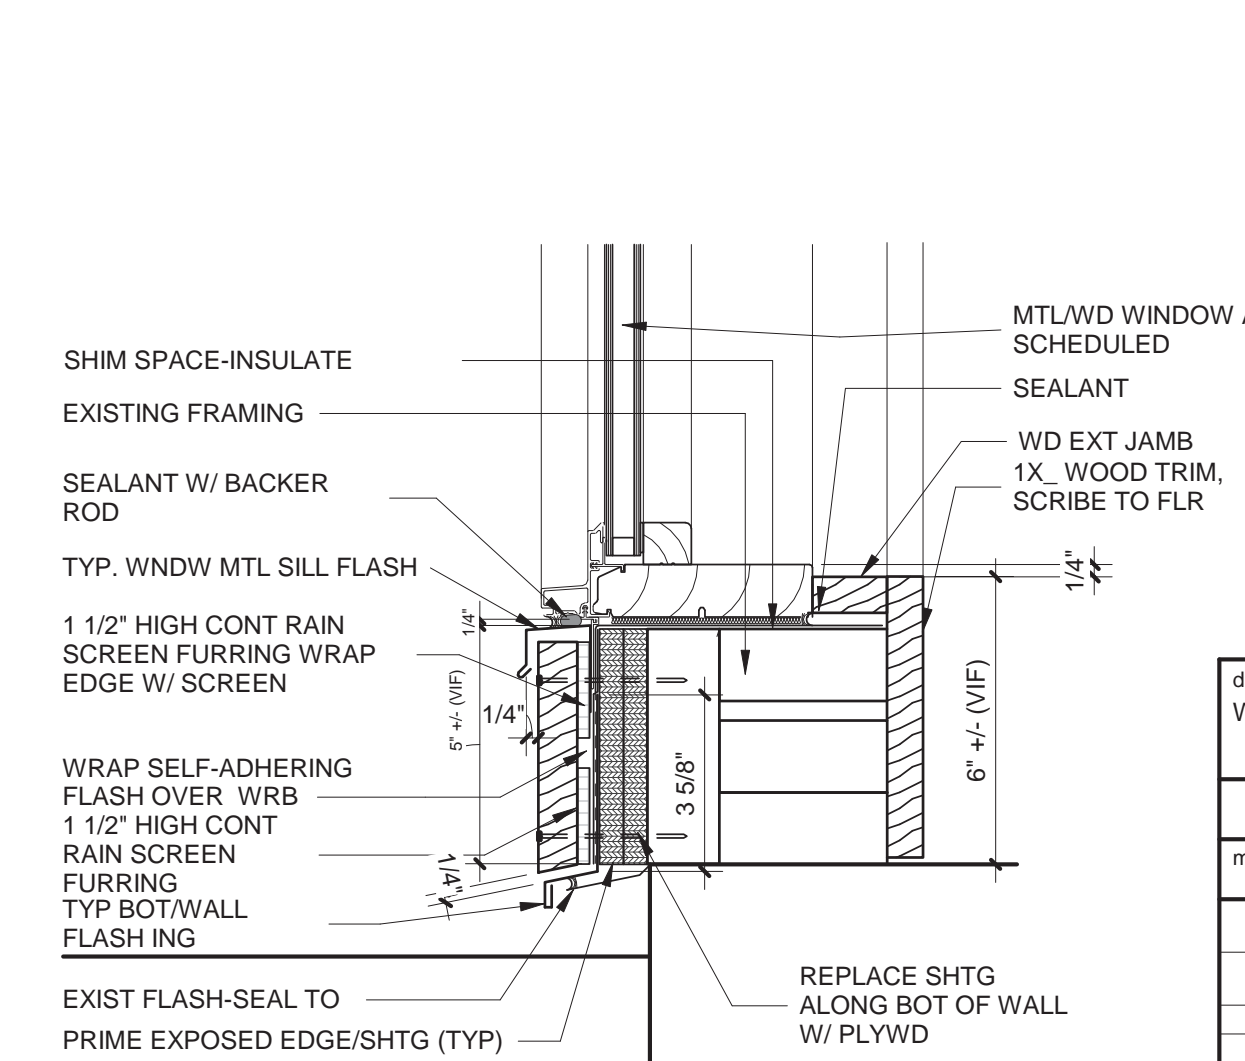 MTL/WD WINDOW
SCHEDULED
SHIM SPACE-INSULATE
SEALANT
EXISTING FRAMING
WD EXT JAMB
1X_ WOOD TRIM,
SCRIBE TO FLR
SEALANT W/ BACKER
ROD
TYP. WNDW MTL SILL FLASH
1/4"
1 1/2" HIGH CONT RAIN
SCREEN FURRING WRAP
EDGE W/ SCREEN
1/4"
5" +/- (VIF)
1/4"
6" +/- (VIF)
3 5/8"
WRAP SELF-ADHERING
FLASH OVER WRB
1 1/2" HIGH CONT
RAIN SCREEN
FURRING
1/4"
TYP BOT/WALL
FLASH ING
EXIST FLASH-SEAL TO
PRIME EXPOSED EDGE/SHTG (TYP)
REPLACE SHTG
ALONG BOT OF WALL
W/ PLYWD